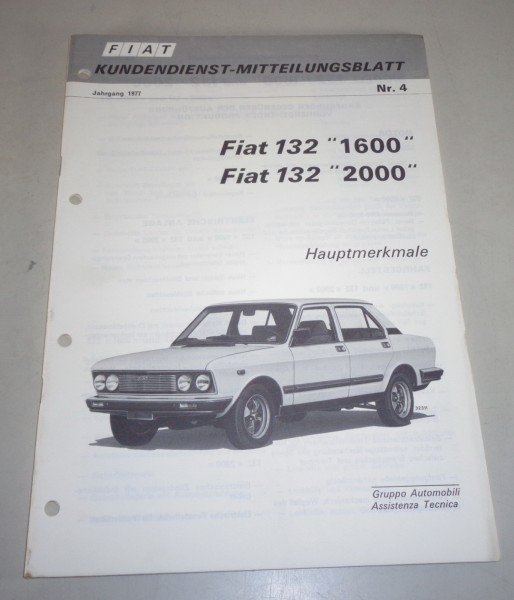 FIAT
KUNDENDIENST-MITTEILUNGSBLATT
Jahrgang 1977 Nr. 4
Fiat 132 "1600"
Fiat 132 "2000"
Hauptmerkmale
Gruppo Automobili
Assistenza Tecnica